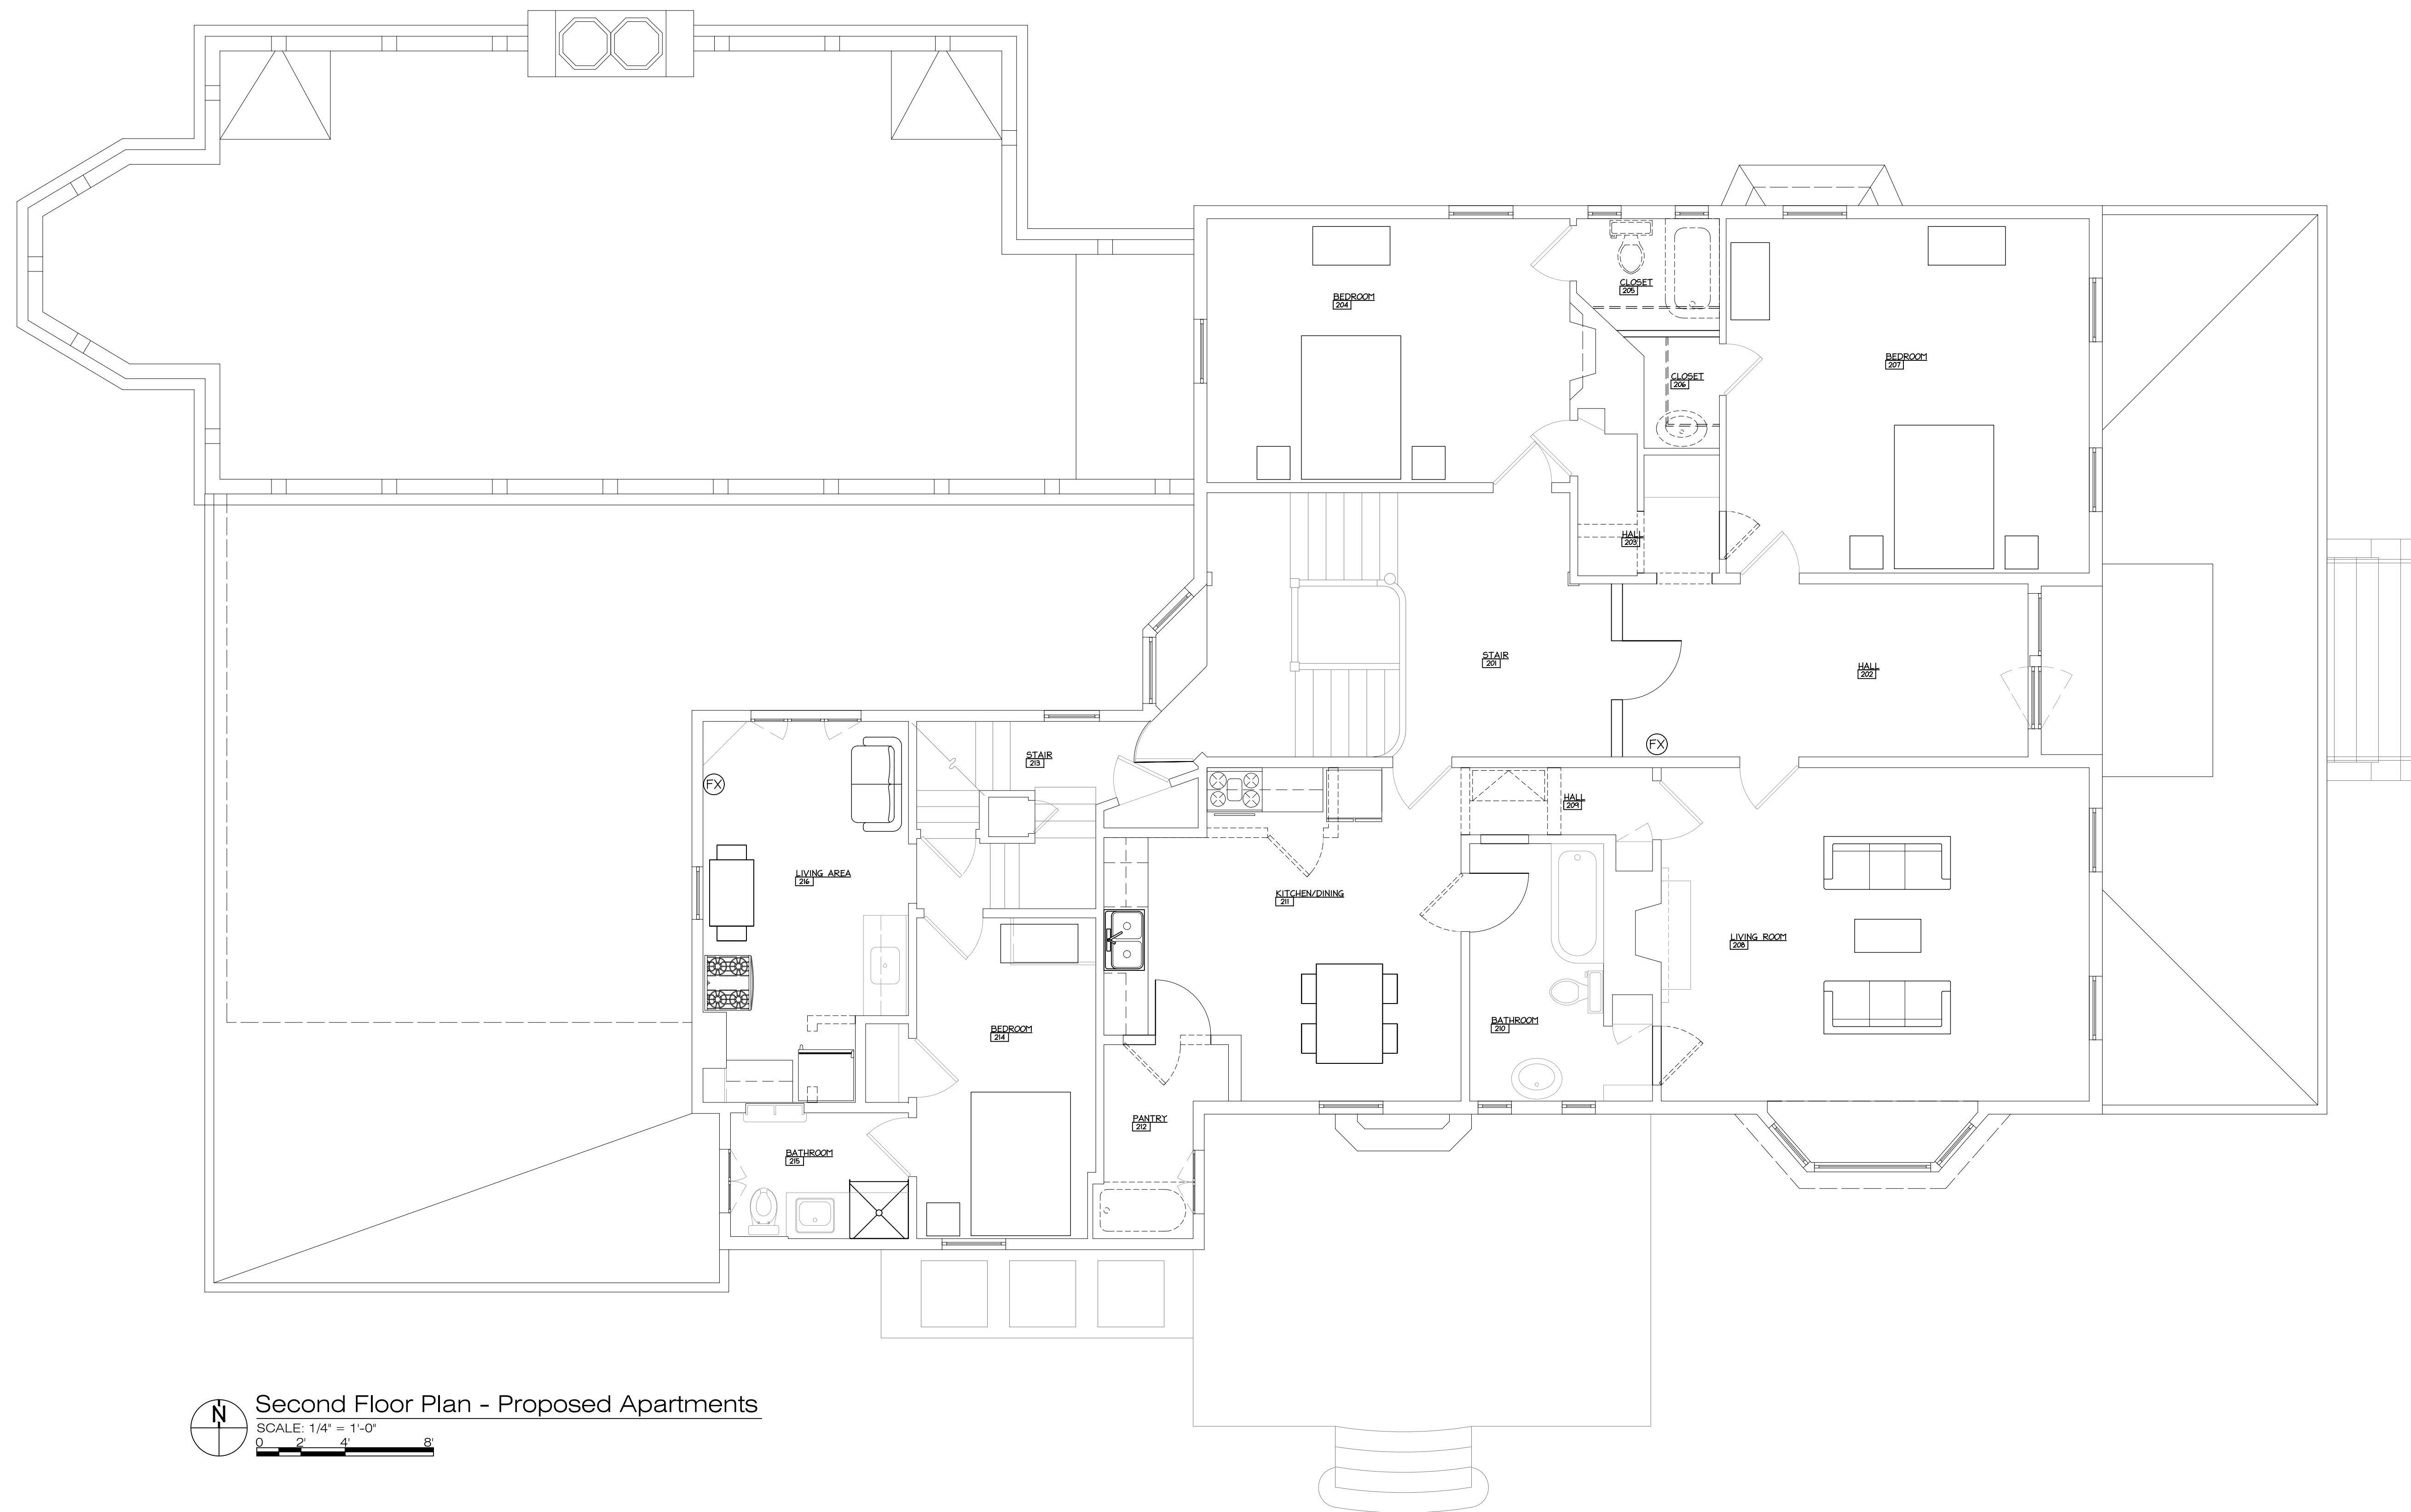 CLOSET
205
BEDROOM
204
BEDROOM
207
CLOSET
206
HALL
203
STAIR
201
HALL
202
FX
STAIR
213
FX
HALL
209
LIVING AREA
216
KITCHEN/DINING
211
LIVING ROOM
208
BATHROOM
210
BEDROOM
214
PANTRY
212
BATHROOM
215
N
Second Floor Plan - Proposed Apartments
SCALE: 1/4" = 1'-0"
0 2' 4' 8'